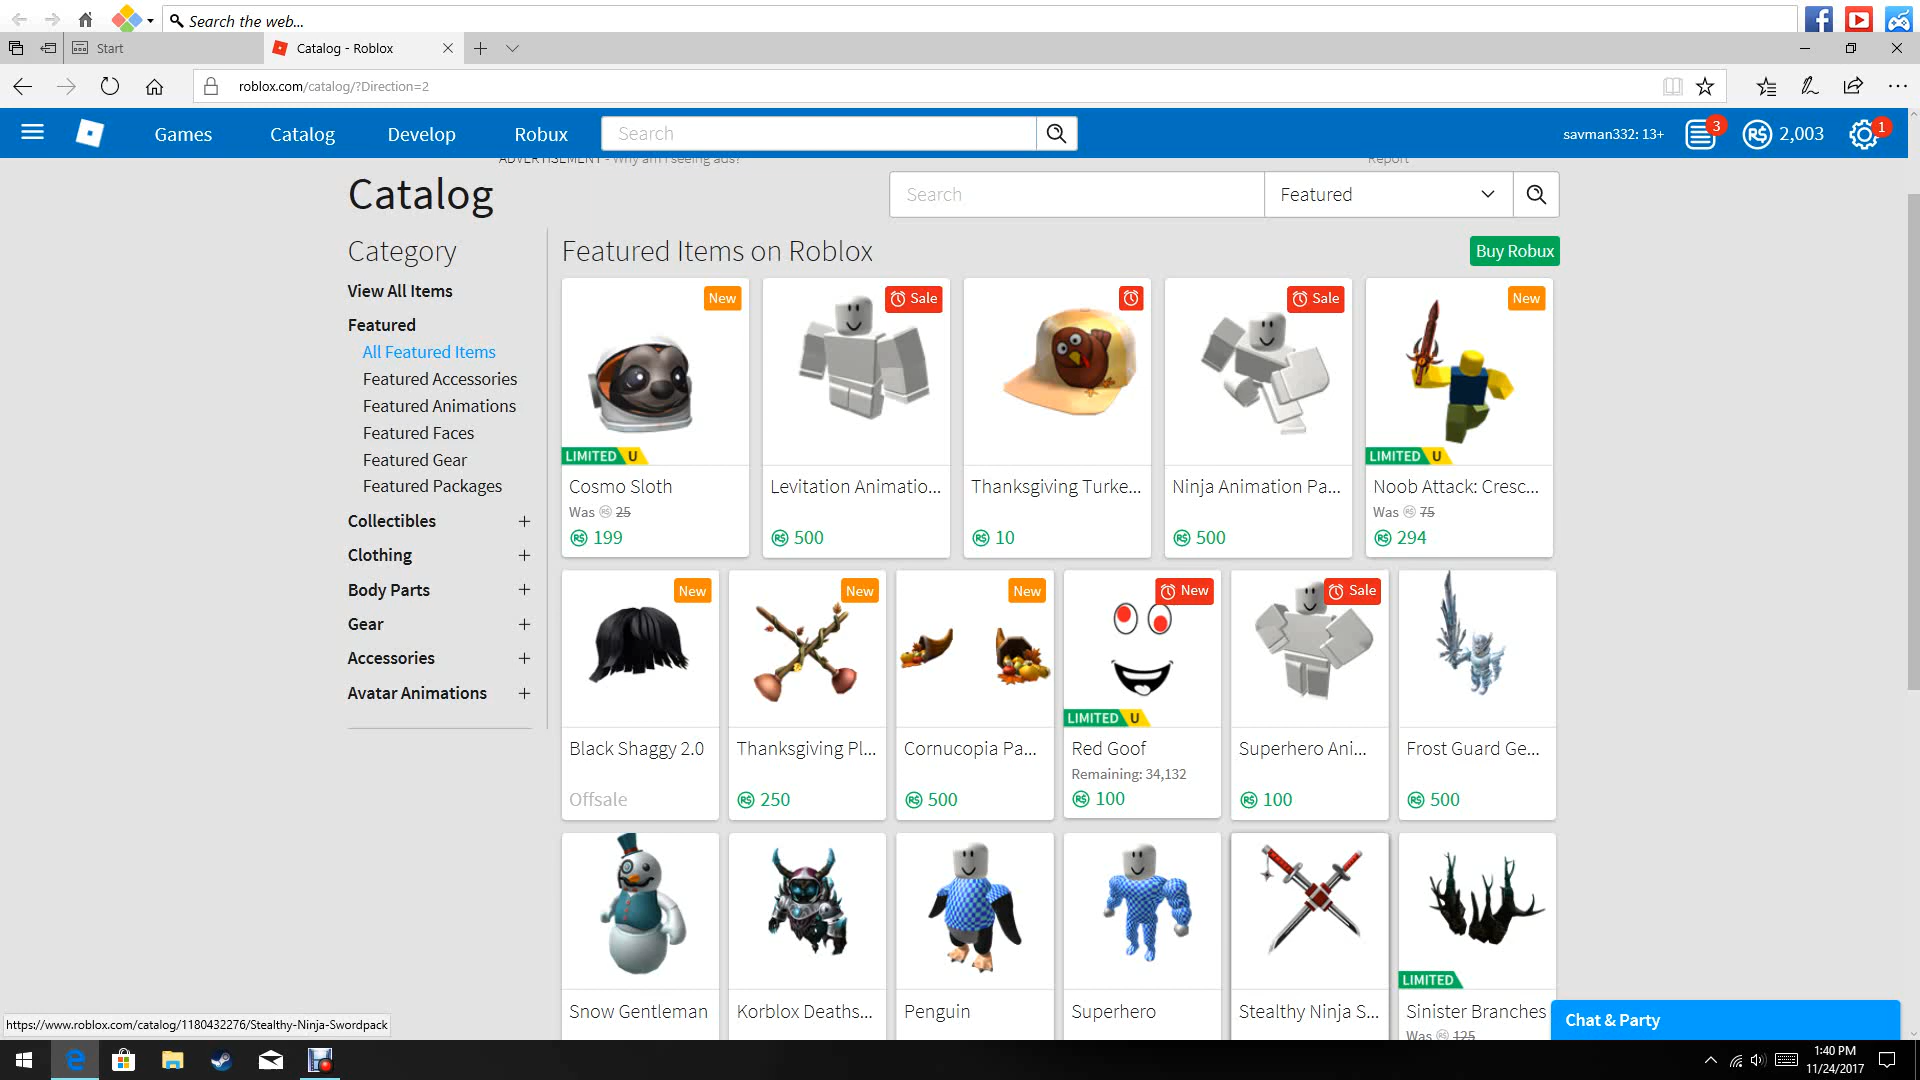 Search the web...
Start
Catalog - Roblox
roblox.com/catalog/?Direction=2
Games
Catalog
Develop
Robux
Search
savman332: 13+
3
R$ 2,003
1
ADVERTISEMENT - Why am I seeing ads?
Report
Catalog
Search
Featured
Category
View All Items
Featured
All Featured Items
Featured Accessories
Featured Animations
Featured Faces
Featured Gear
Featured Packages
Collectibles +
Clothing +
Body Parts +
Gear +
Accessories +
Avatar Animations +
Featured Items on Roblox
Buy Robux
New
LIMITED U
Cosmo Sloth
Was R$ 25
R$ 199
Sale
Levitation Animatio...
R$ 500
Thanksgiving Turke...
R$ 10
Sale
Ninja Animation Pa...
R$ 500
New
LIMITED U
Noob Attack: Cresc...
Was R$ 75
R$ 294
New
Black Shaggy 2.0
Offsale
New
Thanksgiving Pl...
R$ 250
New
Cornucopia Pa...
R$ 500
New
LIMITED U
Red Goof
Remaining: 34,132
R$ 100
Sale
Superhero Ani...
R$ 100
Frost Guard Ge...
R$ 500
Snow Gentleman
Korblox Deaths...
Penguin
Superhero
Stealthy Ninja S...
LIMITED
Sinister Branches
Was R$ 125
Chat & Party
https://www.roblox.com/catalog/1180432276/Stealthy-Ninja-Swordpack
1:40 PM
11/24/2017